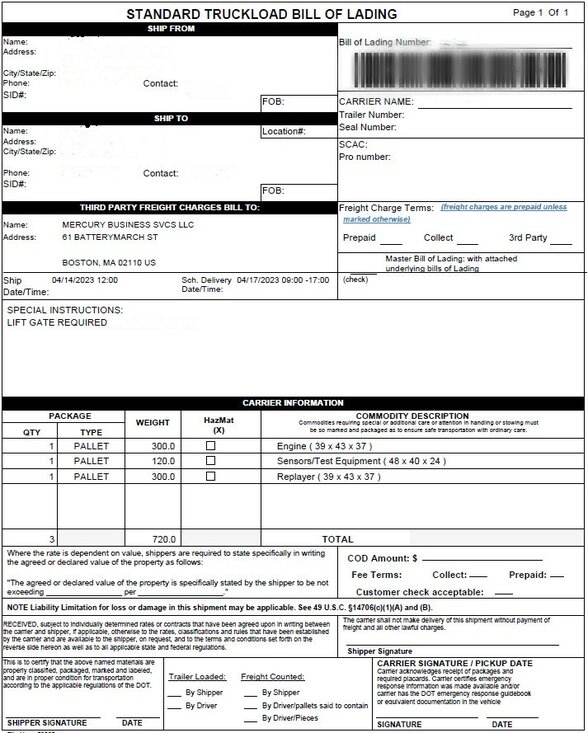 STANDARD TRUCKLOAD BILL OF LADING
Page 1 Of 1
SHIP FROM
Name:
Address:
City/State/Zip:
Phone: Contact:
SID#:
FOB:
Bill of Lading Number:
CARRIER NAME:
Trailer Number:
Seal Number:
SHIP TO
Name: Location#:
Address:
City/State/Zip:
Phone: Contact:
SID#:
FOB:
SCAC:
Pro number:
THIRD PARTY FREIGHT CHARGES BILL TO:
Name: MERCURY BUSINESS SVCS LLC
Address: 61 BATTERYMARCH ST
BOSTON, MA 02110 US
Freight Charge Terms: (freight charges are prepaid unless
marked otherwise)
Prepaid ____ Collect ____ 3rd Party ____
Ship 04/14/2023 12:00 Sch. Delivery 04/17/2023 09:00 -17:00
Date/Time: Date/Time:
Master Bill of Lading: with attached
underlying bills of Lading
(check)
SPECIAL INSTRUCTIONS:
LIFT GATE REQUIRED
CARRIER INFORMATION
PACKAGE WEIGHT HazMat (X) COMMODITY DESCRIPTION
Commodities requiring special or additional care or attention in handling or stowing must
be so marked and packaged as to ensure safe transportation with ordinary care.
QTY TYPE
1 PALLET 300.0 Engine ( 39 x 43 x 37 )
1 PALLET 120.0 Sensors/Test Equipment ( 48 x 40 x 24 )
1 PALLET 300.0 Replayer ( 39 x 43 x 37 )
3 720.0 TOTAL
Where the rate is dependent on value, shippers are required to state specifically in writing
the agreed or declared value of the property as follows:
"The agreed or declared value of the property is specifically stated by the shipper to be not
exceeding ____ per ____."
COD Amount: $ ____
Fee Terms: Collect: ____ Prepaid: ____
Customer check acceptable: ____
NOTE Liability Limitation for loss or damage in this shipment may be applicable. See 49 U.S.C. §14706(c)(1)(A) and (B).
RECEIVED, subject to individually determined rates or contracts that have been agreed upon in writing between
the carrier and shipper, if applicable, otherwise to the rates, classifications and rules that have been established
by the carrier and are available to the shipper, on request, and to the terms and conditions set forth on the
reverse side hereon as well as to all applicable state and federal regulations.
The carrier shall not make delivery of this shipment without payment of
freight and all other lawful charges.
Shipper Signature
This is to certify that the above named materials are
properly classified, packaged, marked and labeled,
and are in proper condition for transportation
according to the applicable regulations of the DOT.
SHIPPER SIGNATURE DATE
Trailer Loaded:
By Shipper
By Driver
Freight Counted:
By Shipper
By Driver/pallets said to contain
By Driver/Pieces
CARRIER SIGNATURE / PICKUP DATE
Carrier acknowledges receipt of packages and
required placards. Carrier certifies emergency
response information was made available and/or
carrier has the DOT emergency response guidebook
or equivalent documentation in the vehicle
SIGNATURE DATE